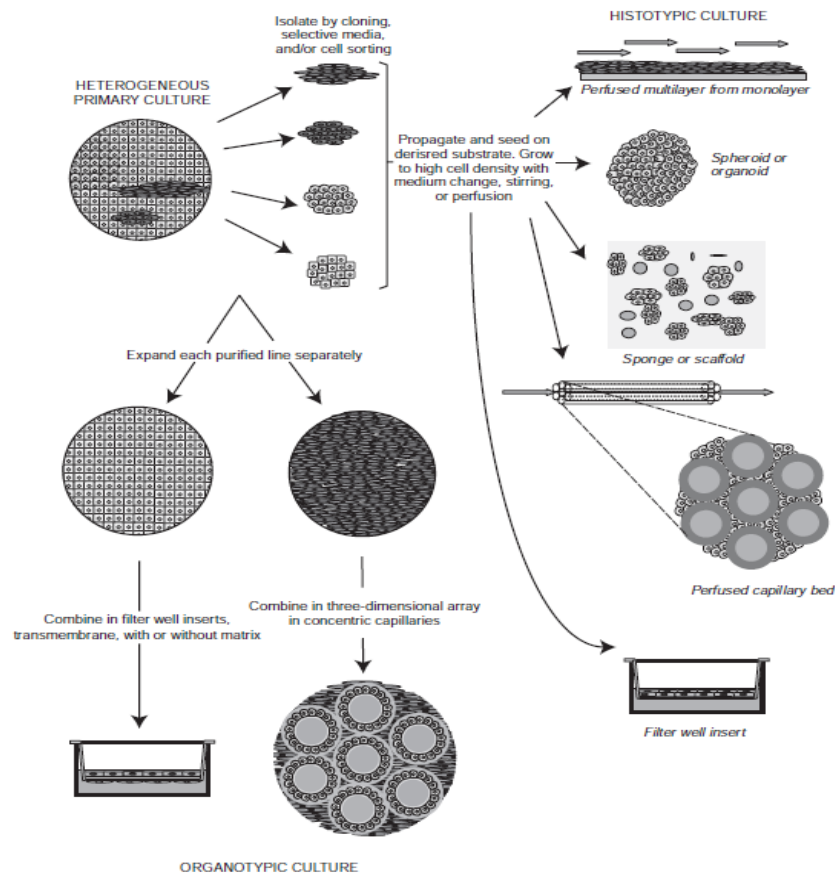 HISTOTYPIC CULTURE
Isolate by cloning,
selective media,
and/or cell sorting
HETEROGENEOUS
PRIMARY CULTURE
Perfused multilayer from monolayer
Propagate and seed on
derisred substrate. Grow
to high cell density with
medium change, stirring,
or perfusion
Spheroid or
organoid
Sponge or scaffold
Expand each purified line separately
Perfused capillary bed
Combine in filter well inserts,
transmembrane, with or without matrix
Combine in three-dimensional array
in concentric capillaries
Filter well insert
ORGANOTYPIC CULTURE